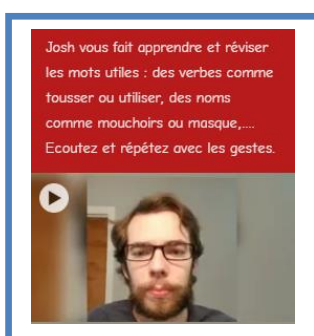 Josh vous fait apprendre et réviser
les mots utiles : des verbes comme
tousser ou utiliser, des noms
comme mouchoirs ou masque,....
Ecoutez et répétez avec les gestes.